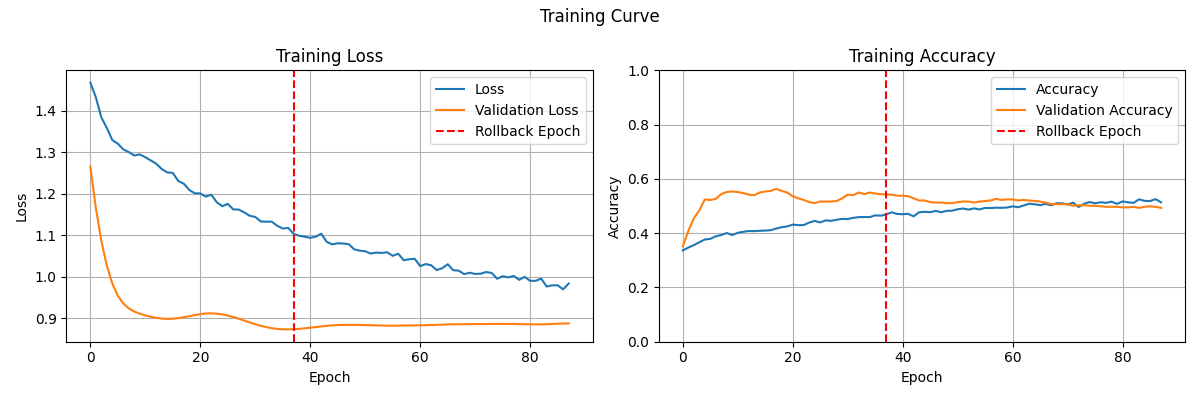 Training Curve
Training Loss
Loss
Validation Loss
Rollback Epoch
1.4
1.3
1.2
1.1
1.0
0.9
Loss
0
20
40
60
80
Epoch
Training Accuracy
Accuracy
Validation Accuracy
Rollback Epoch
1.0
0.8
0.6
0.4
0.2
0.0
Accuracy
0
20
40
60
80
Epoch